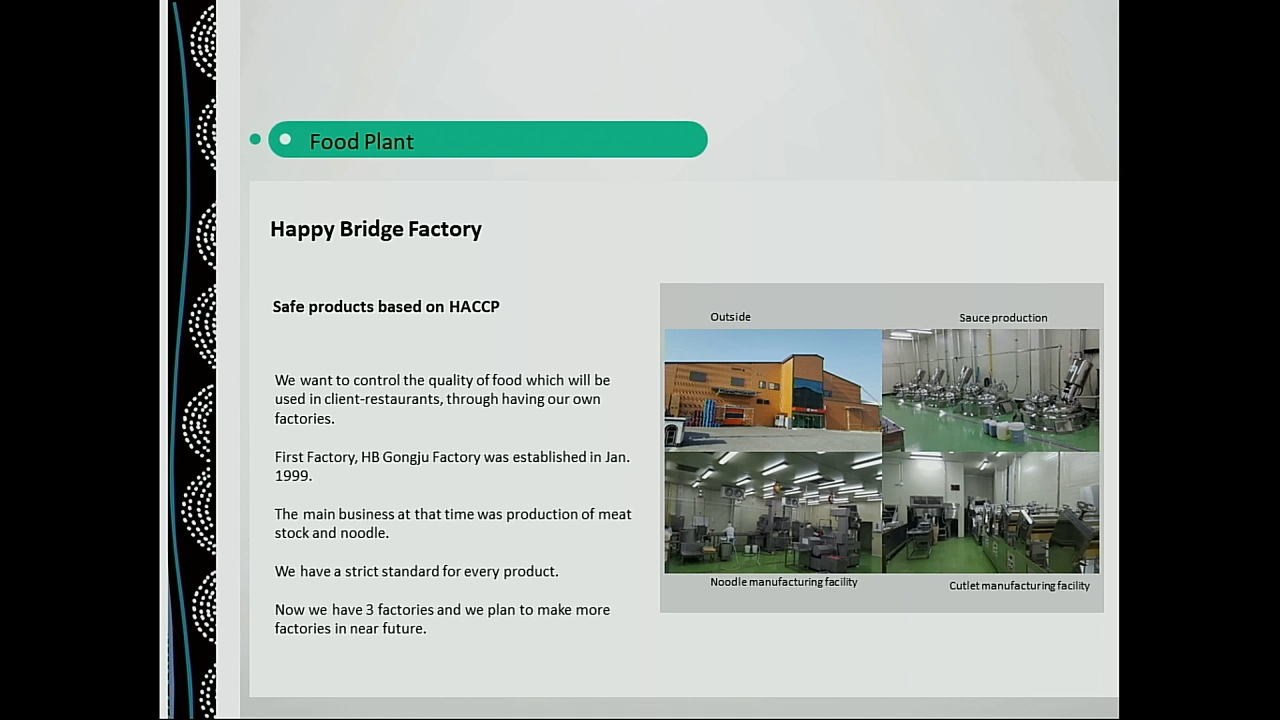 Food Plant
Happy Bridge Factory
Safe products based on HACCP
We want to control the quality of food which will be
used in client-restaurants, through having our own
factories.
First Factory, HB Gongju Factory was established in Jan.
1999.
The main business at that time was production of meat
stock and noodle.
We have a strict standard for every product.
Now we have 3 factories and we plan to make more
factories in near future.
Outside
Sauce production
Noodle manufacturing facility
Cutlet manufacturing facility